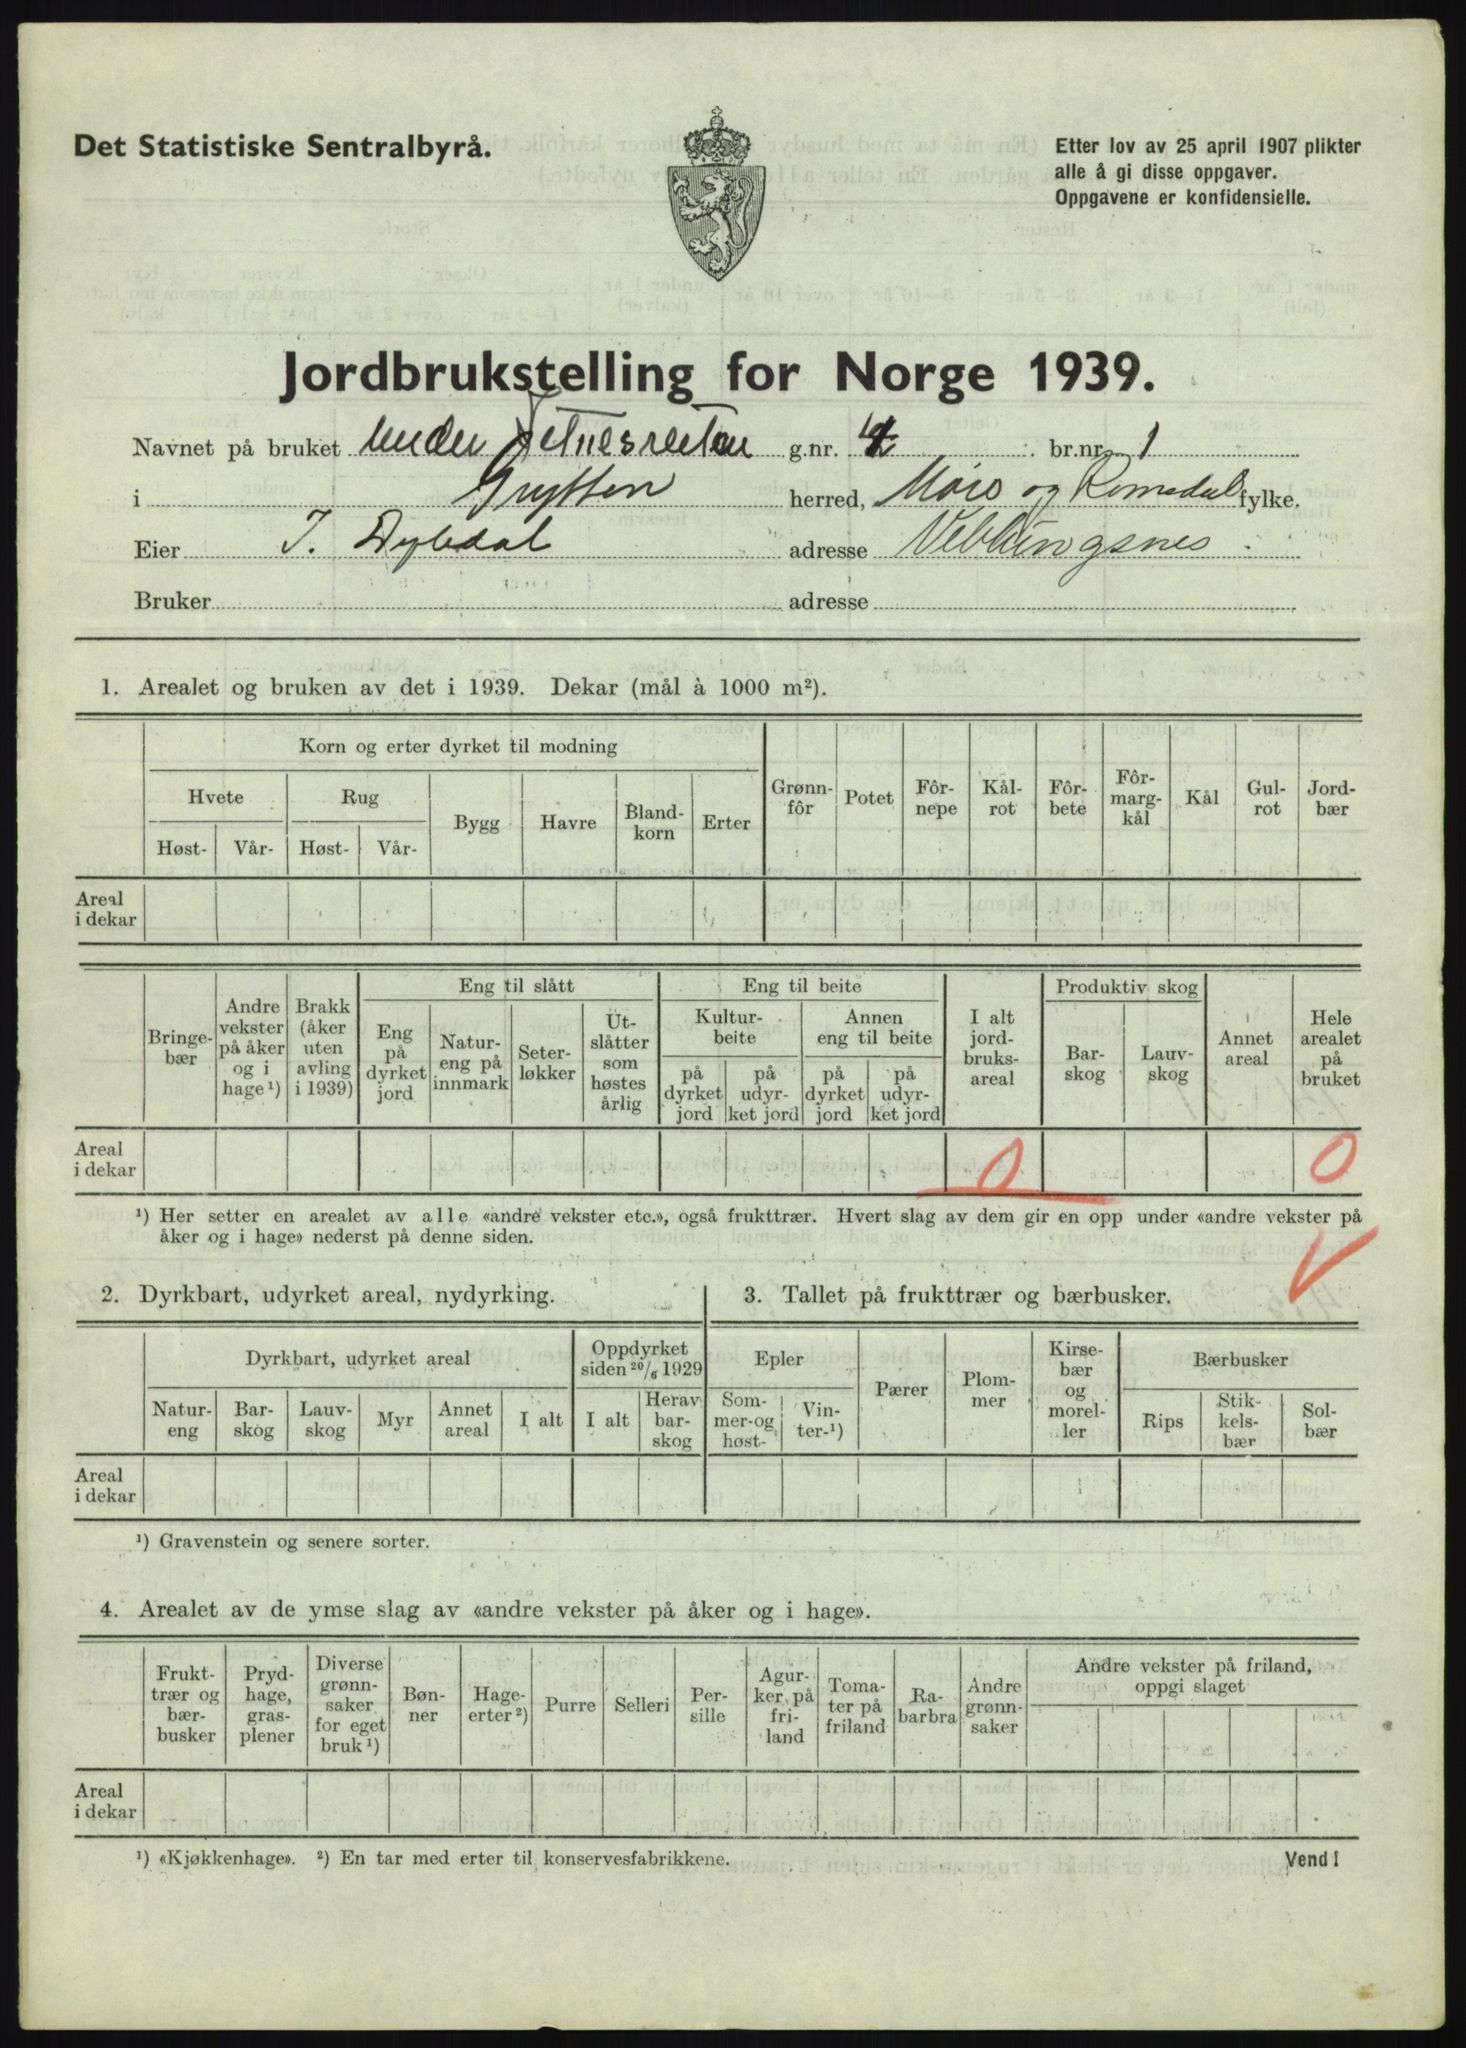 Det Statistiske Sentralbyrå.
Etter lov av 25 april 1907 plikter
alle å gi disse oppgaver.
Oppgavene er konfidensielle.
Jordbrukstelling for Norge 1939.
Navnet på bruket under g.nr. 4 br.nr. 1
i Grytten herred, Møre og Romsdal fylke.
Eier J. Dybdal adresse Veblungsnes
Bruker adresse
1. Arealet og bruken av det i 1939. Dekar (mål à 1000 m²).
Korn og erter dyrket til modning
Hvete Rug Bygg Havre Bland-korn Erter Grønn-fôr Potet Fôr-nepe Kål-rot Fôr-bete Fôr-marg-kål Kål Gul-rot Jord-bær
Høst- Vår- Høst- Vår-
Areal
i dekar
Bringe-bær Andre vekster på åker og i hage¹) Brakk (åker uten avling i 1939) Eng til slått Eng til beite I alt jord-bruks-areal Produktiv skog Annet areal Hele arealet på bruket
Eng på dyrket jord Natur-eng på innmark Seter-løkker Ut-slåtter som høstes årlig Kultur-beite Annen eng til beite Bar-skog Lauv-skog
på dyrket jord på udyr-ket jord på dyrket jord på udyr-ket jord
Areal
i dekar 0 0
¹) Her setter en arealet av alle «andre vekster etc.», også frukttrær. Hvert slag av dem gir en opp under «andre vekster på
åker og i hage» nederst på denne siden.
2. Dyrkbart, udyrket areal, nydyrking.
Dyrkbart, udyrket areal Oppdyrket siden 20/6 1929
Natur-eng Bar-skog Lauv-skog Myr Annet areal I alt I alt Herav bar-skog
Areal
i dekar
3. Tallet på frukttrær og bærbusker.
Epler Pærer Plom-mer Kirse-bær og morel-ler Bærbusker
Som-mer-og høst- Vin-ter-¹) Rips Stik-kels-bær Sol-bær
¹) Gravenstein og senere sorter.
4. Arealet av de ymse slag av «andre vekster på åker og i hage».
Frukt-trær og bær-busker Pryd-hage, gras-plener Diverse grønn-saker for eget bruk¹) Bøn-ner Hage-erter²) Purre Selleri Per-sille Agur-ker på fri-land Toma-ter på friland Ra-barbra Andre grønn-saker Andre vekster på friland, oppgi slaget
Areal
i dekar
¹) «Kjøkkenhage». ²) En tar med erter til konservesfabrikkene.
Vend!